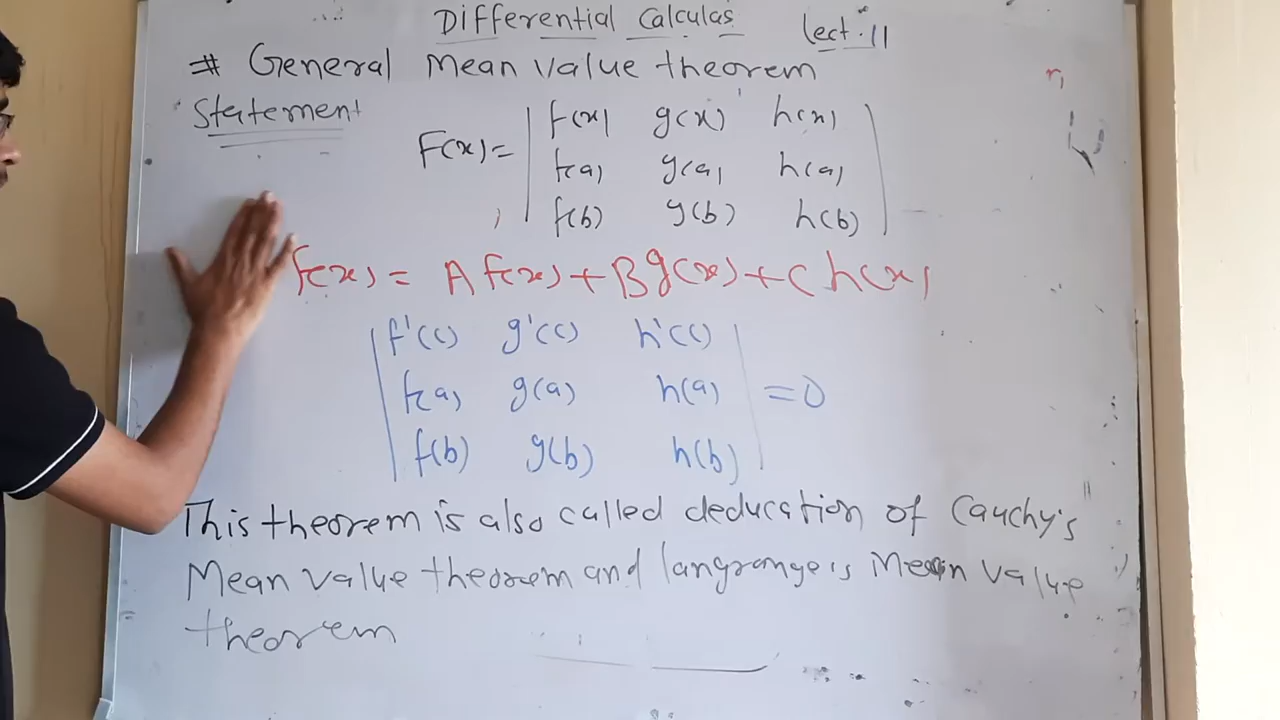 Differential Calculas Lect. 11
# General Mean value theorem
Statement
F(x) = | f(x) g(x) h(x) |
| f(a) g(a) h(a) |
| f(b) g(b) h(b) |
f(x) = A f(x) + B g(x) + C h(x)
| f'(c) g'(c) h'(c) |
| f(a) g(a) h(a) | = 0
| f(b) g(b) h(b) |
This theorem is also called deducation of Cauchy's
Mean value theorem and langrange's Mean value
theorem